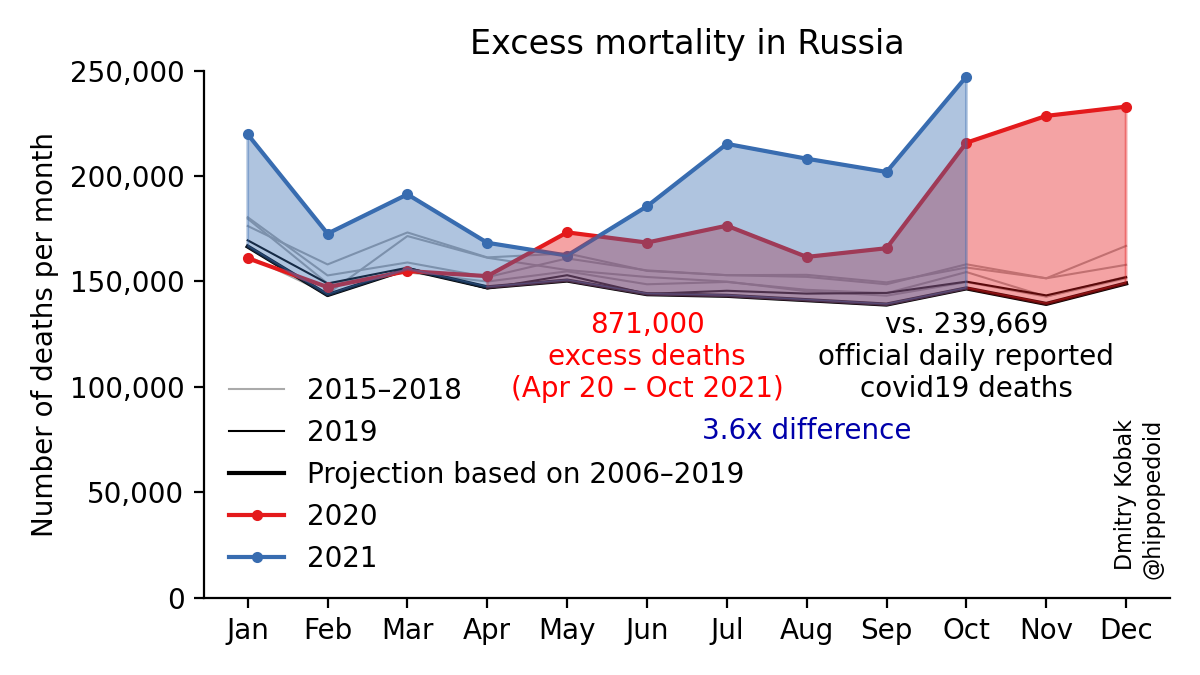 Excess mortality in Russia
Number of deaths per month
250,000
200,000
150,000
100,000
50,000
0
Jan Feb Mar Apr May Jun Jul Aug Sep Oct Nov Dec
871,000
excess deaths
(Apr 20 – Oct 2021)
vs. 239,669
official daily reported
covid19 deaths
3.6x difference
2015–2018
2019
Projection based on 2006–2019
2020
2021
Dmitry Kobak
@hippopedoid